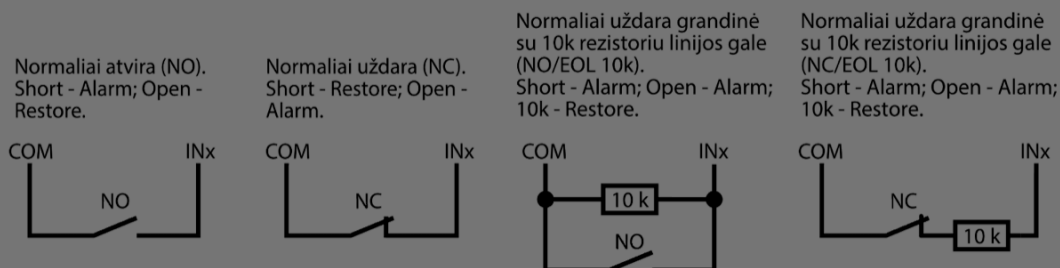 Normaliai atvira (NO).
Short - Alarm; Open -
Restore.
COM INx
NO
Normaliai uždara (NC).
Short - Restore; Open -
Alarm.
COM INx
NC
Normaliai uždara grandinė
su 10k rezistoriu linijos gale
(NO/EOL 10k).
Short - Alarm; Open - Alarm;
10k - Restore.
COM INx
10 k
NO
Normaliai uždara grandinė
su 10k rezistoriu linijos gale
(NC/EOL 10k).
Short - Alarm; Open - Alarm;
10k - Restore.
COM INx
NC
10 k